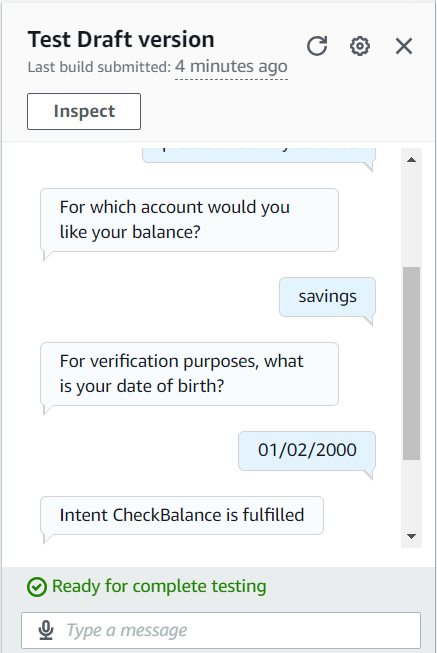 Test Draft version
Last build submitted: 4 minutes ago
Inspect
For which account would you
like your balance?
savings
For verification purposes, what
is your date of birth?
01/02/2000
Intent CheckBalance is fulfilled
Ready for complete testing
Type a message